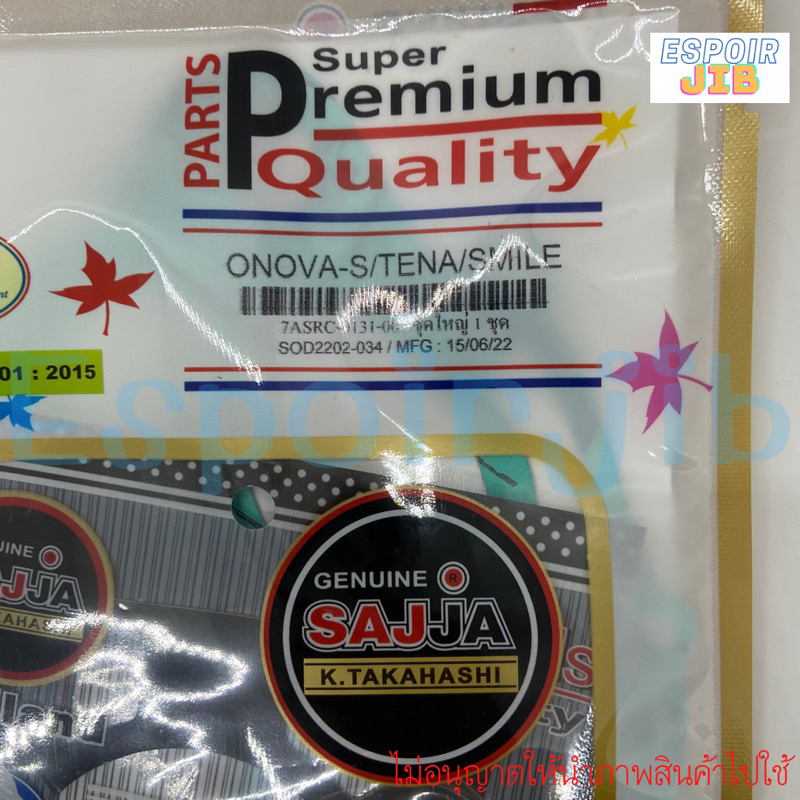 ESPOIR
JIB
PARTS
Super
Premium
Quality
ONOVA-S/TENA/SMILE
ชุดใหญ่ 1 ชุด
SOD2202-034 / MFG : 15/06/22
01 : 2015
Espoirjib
GENUINE ®
SAJJA
K.TAKAHASHI
ไม่อนุญาตให้นำภาพสินค้าไปใช้